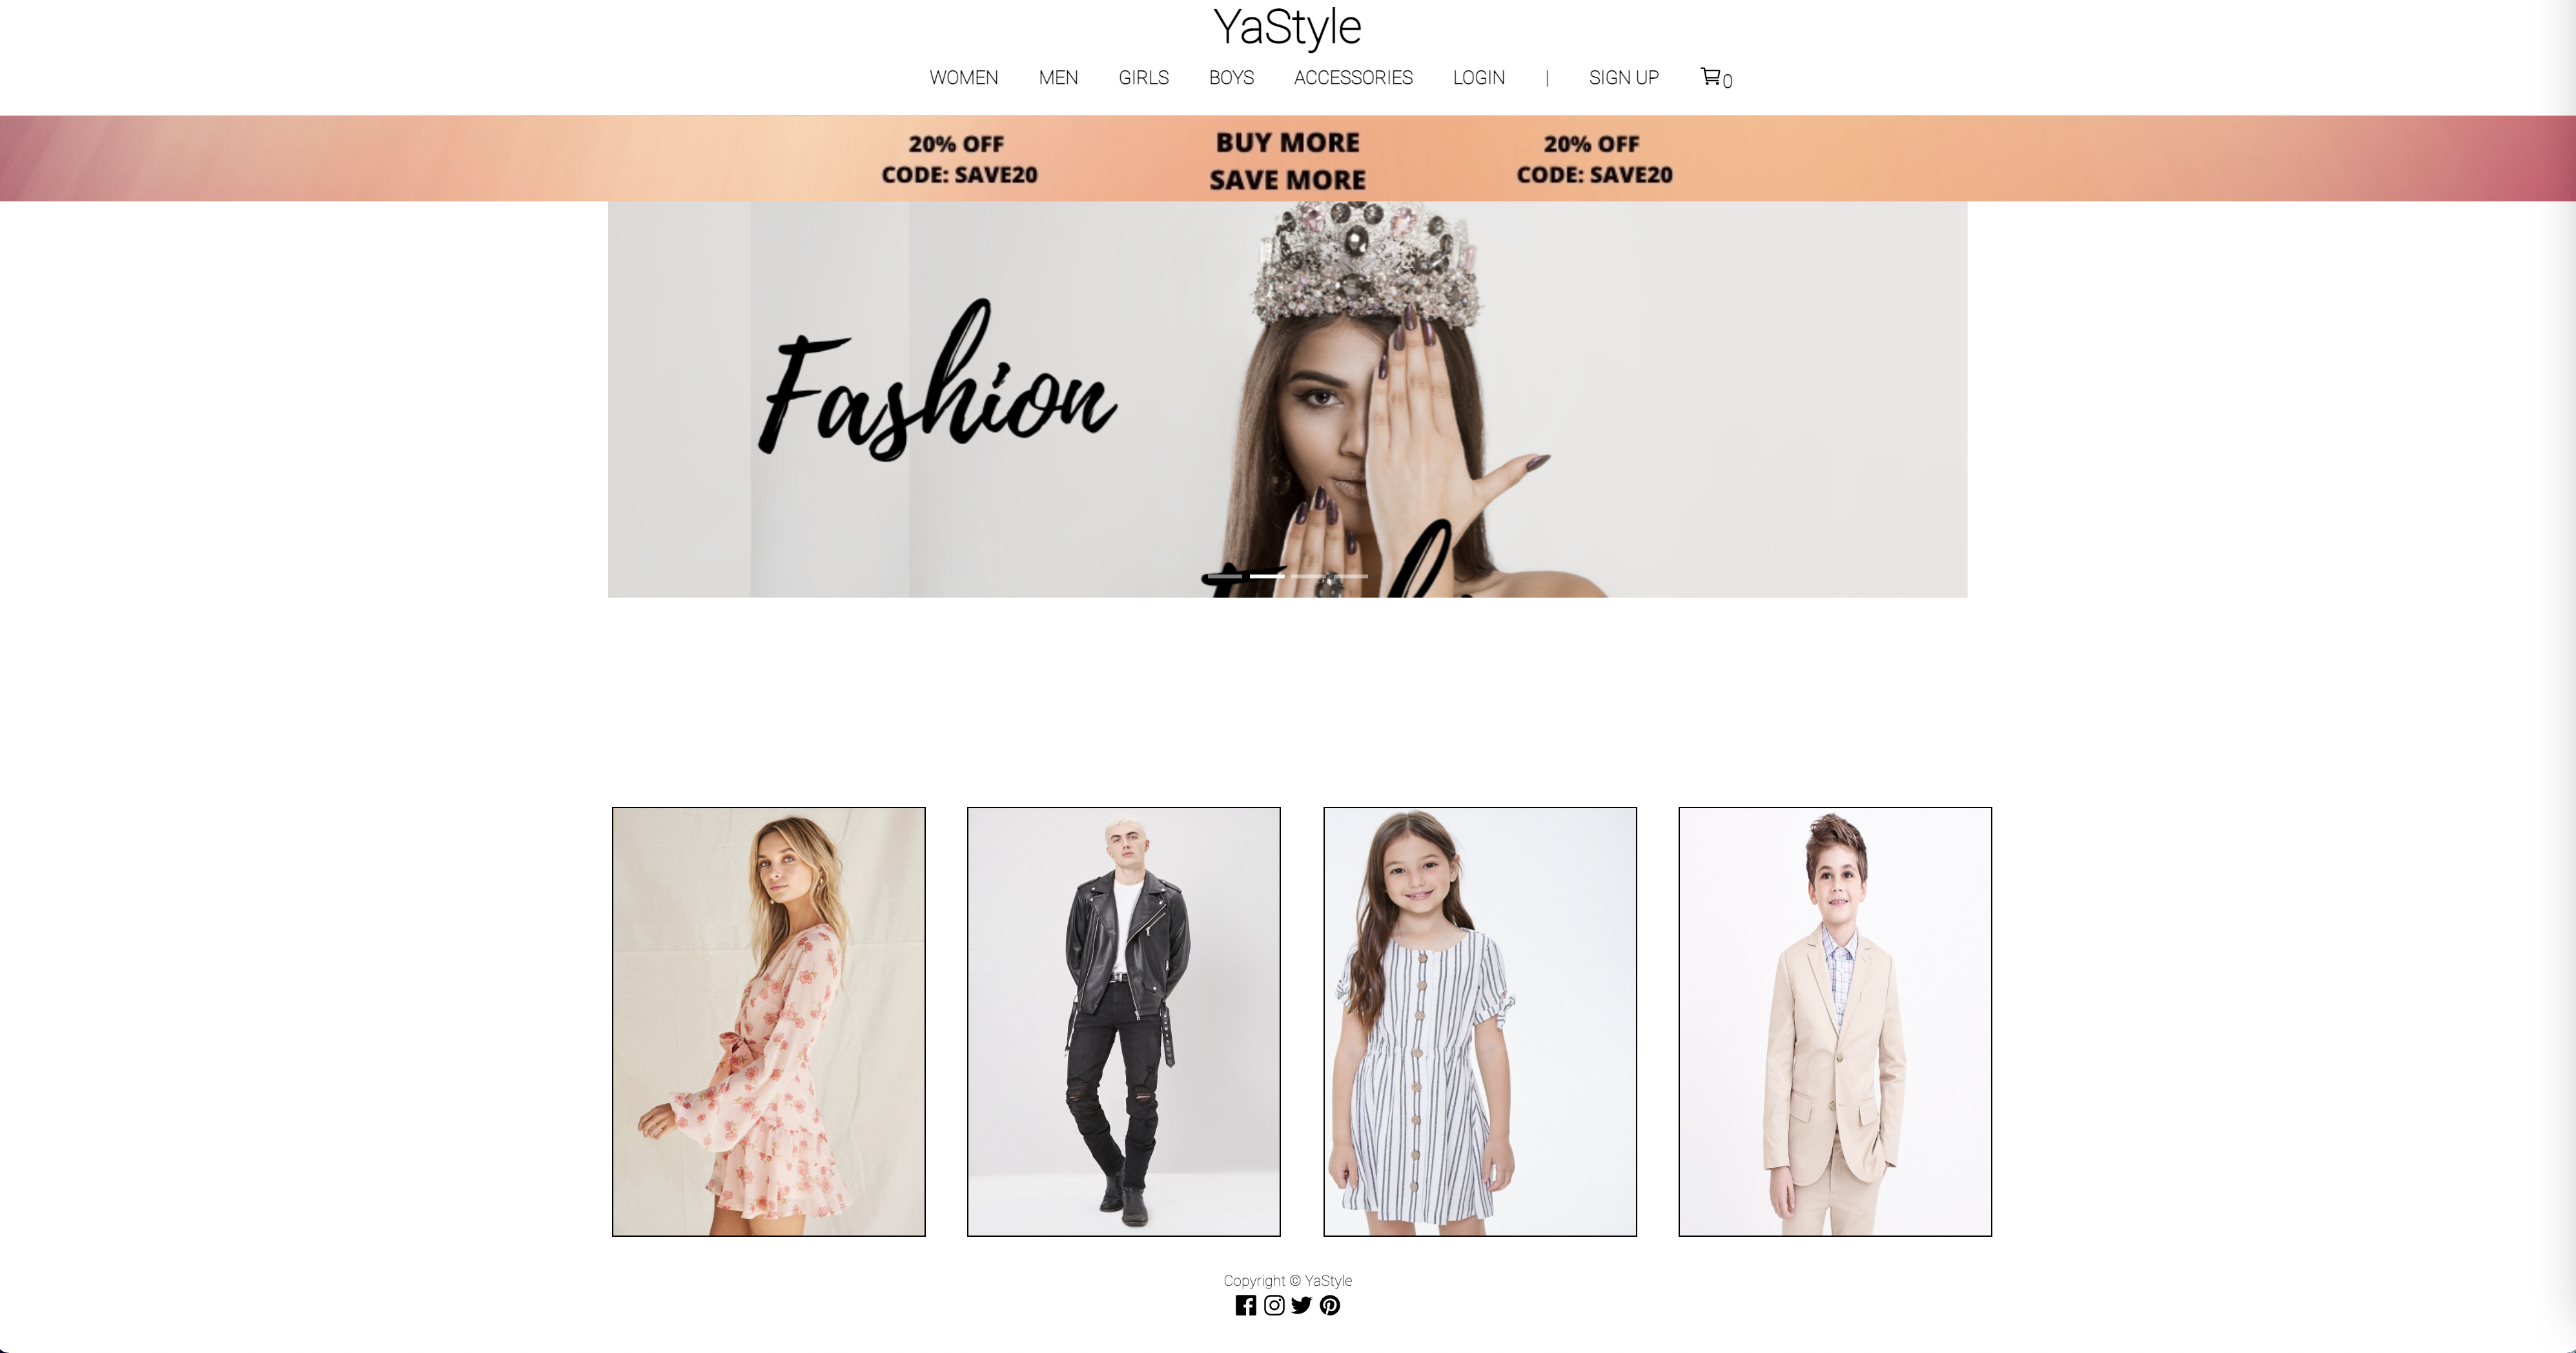 YaStyle
WOMEN MEN GIRLS BOYS ACCESSORIES LOGIN | SIGN UP 0
20% OFF
CODE: SAVE20
BUY MORE
SAVE MORE
20% OFF
CODE: SAVE20
Fashion
Copyright © YaStyle